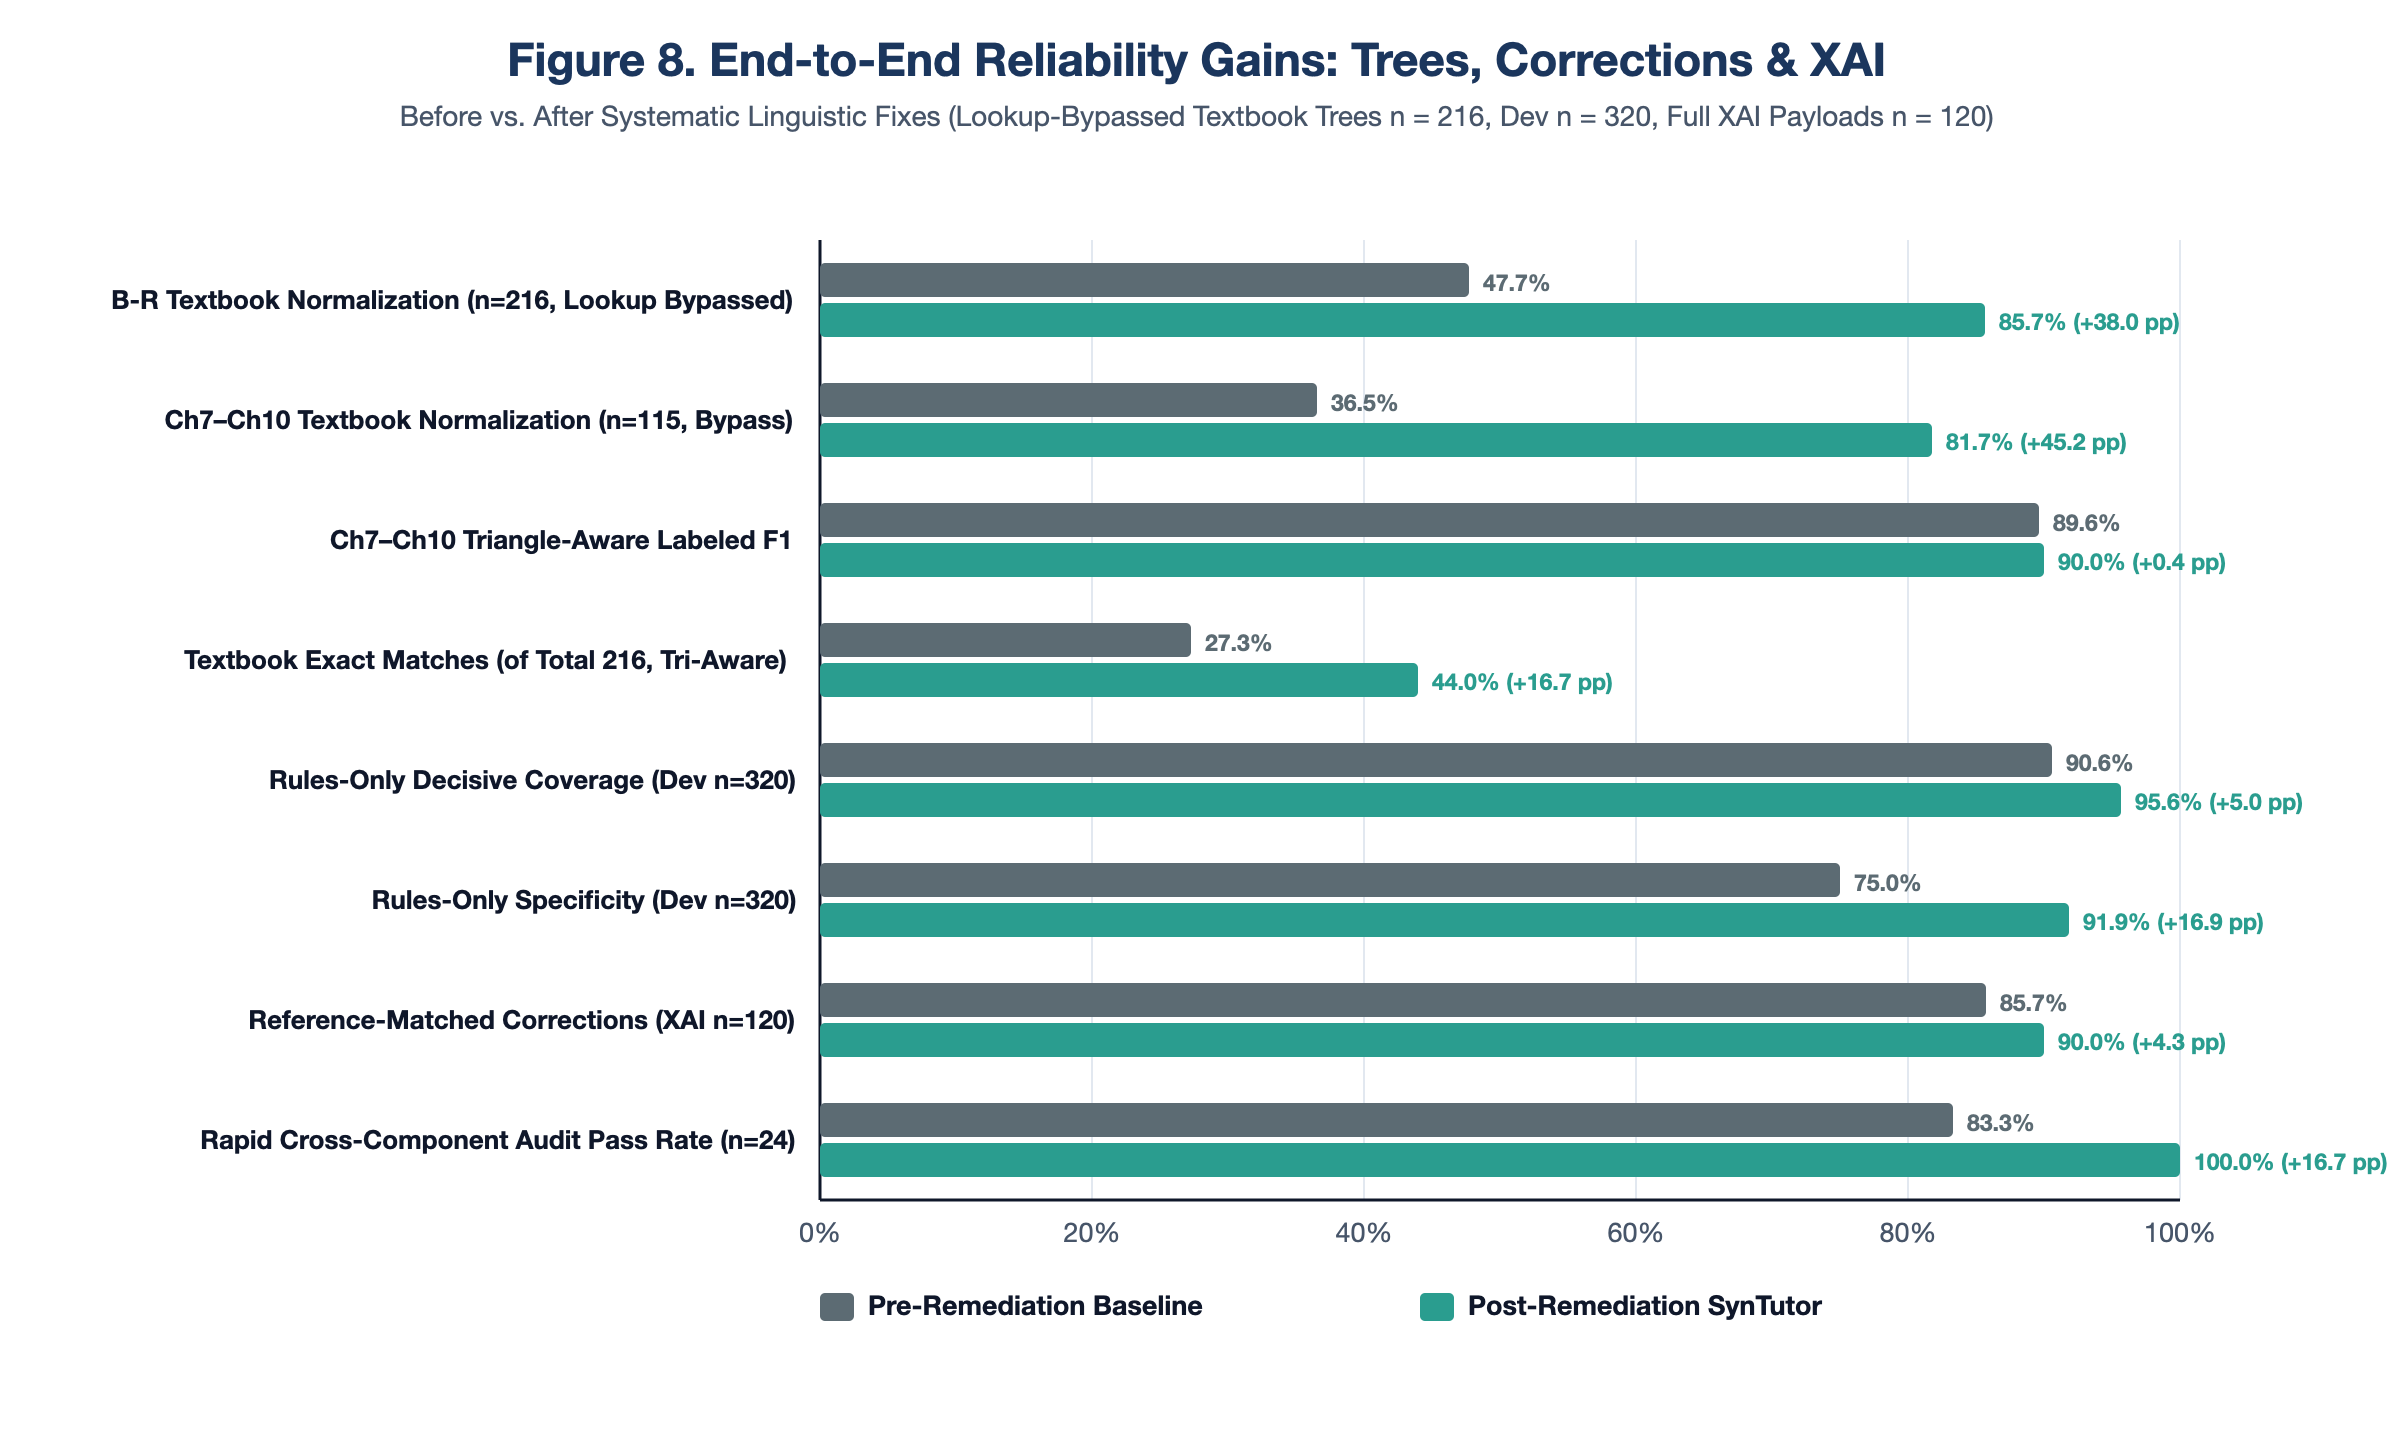 Figure 8. End-to-End Reliability Gains: Trees, Corrections & XAI
Before vs. After Systematic Linguistic Fixes (Lookup-Bypassed Textbook Trees n = 216, Dev n = 320, Full XAI Payloads n = 120)
B-R Textbook Normalization (n=216, Lookup Bypassed)
47.7%
85.7% (+38.0 pp)
Ch7–Ch10 Textbook Normalization (n=115, Bypass)
36.5%
81.7% (+45.2 pp)
Ch7–Ch10 Triangle-Aware Labeled F1
89.6%
90.0% (+0.4 pp)
Textbook Exact Matches (of Total 216, Tri-Aware)
27.3%
44.0% (+16.7 pp)
Rules-Only Decisive Coverage (Dev n=320)
90.6%
95.6% (+5.0 pp)
Rules-Only Specificity (Dev n=320)
75.0%
91.9% (+16.9 pp)
Reference-Matched Corrections (XAI n=120)
85.7%
90.0% (+4.3 pp)
Rapid Cross-Component Audit Pass Rate (n=24)
83.3%
100.0% (+16.7 pp)
0% 20% 40% 60% 80% 100%
Pre-Remediation Baseline Post-Remediation SynTutor